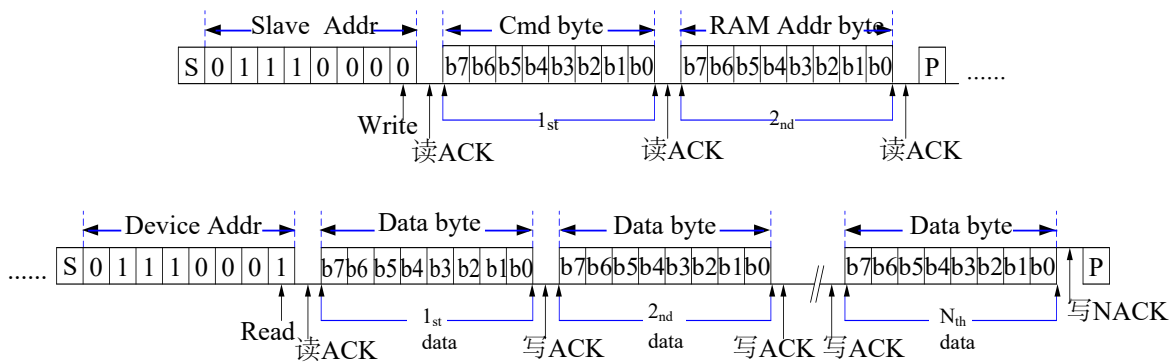 Slave Addr Cmd byte RAM Addr byte
S 0 1 1 1 0 0 0 0 b7 b6 b5 b4 b3 b2 b1 b0 b7 b6 b5 b4 b3 b2 b1 b0 P ......
Write 1st 2nd
读ACK 读ACK 读ACK
Device Addr Data byte Data byte Data byte
...... S 0 1 1 1 0 0 0 1 b7 b6 b5 b4 b3 b2 b1 b0 b7 b6 b5 b4 b3 b2 b1 b0 // b7 b6 b5 b4 b3 b2 b1 b0 P
Read 1st 2nd Nth 写NACK
读ACK data 写ACK data 写ACK 写ACK data